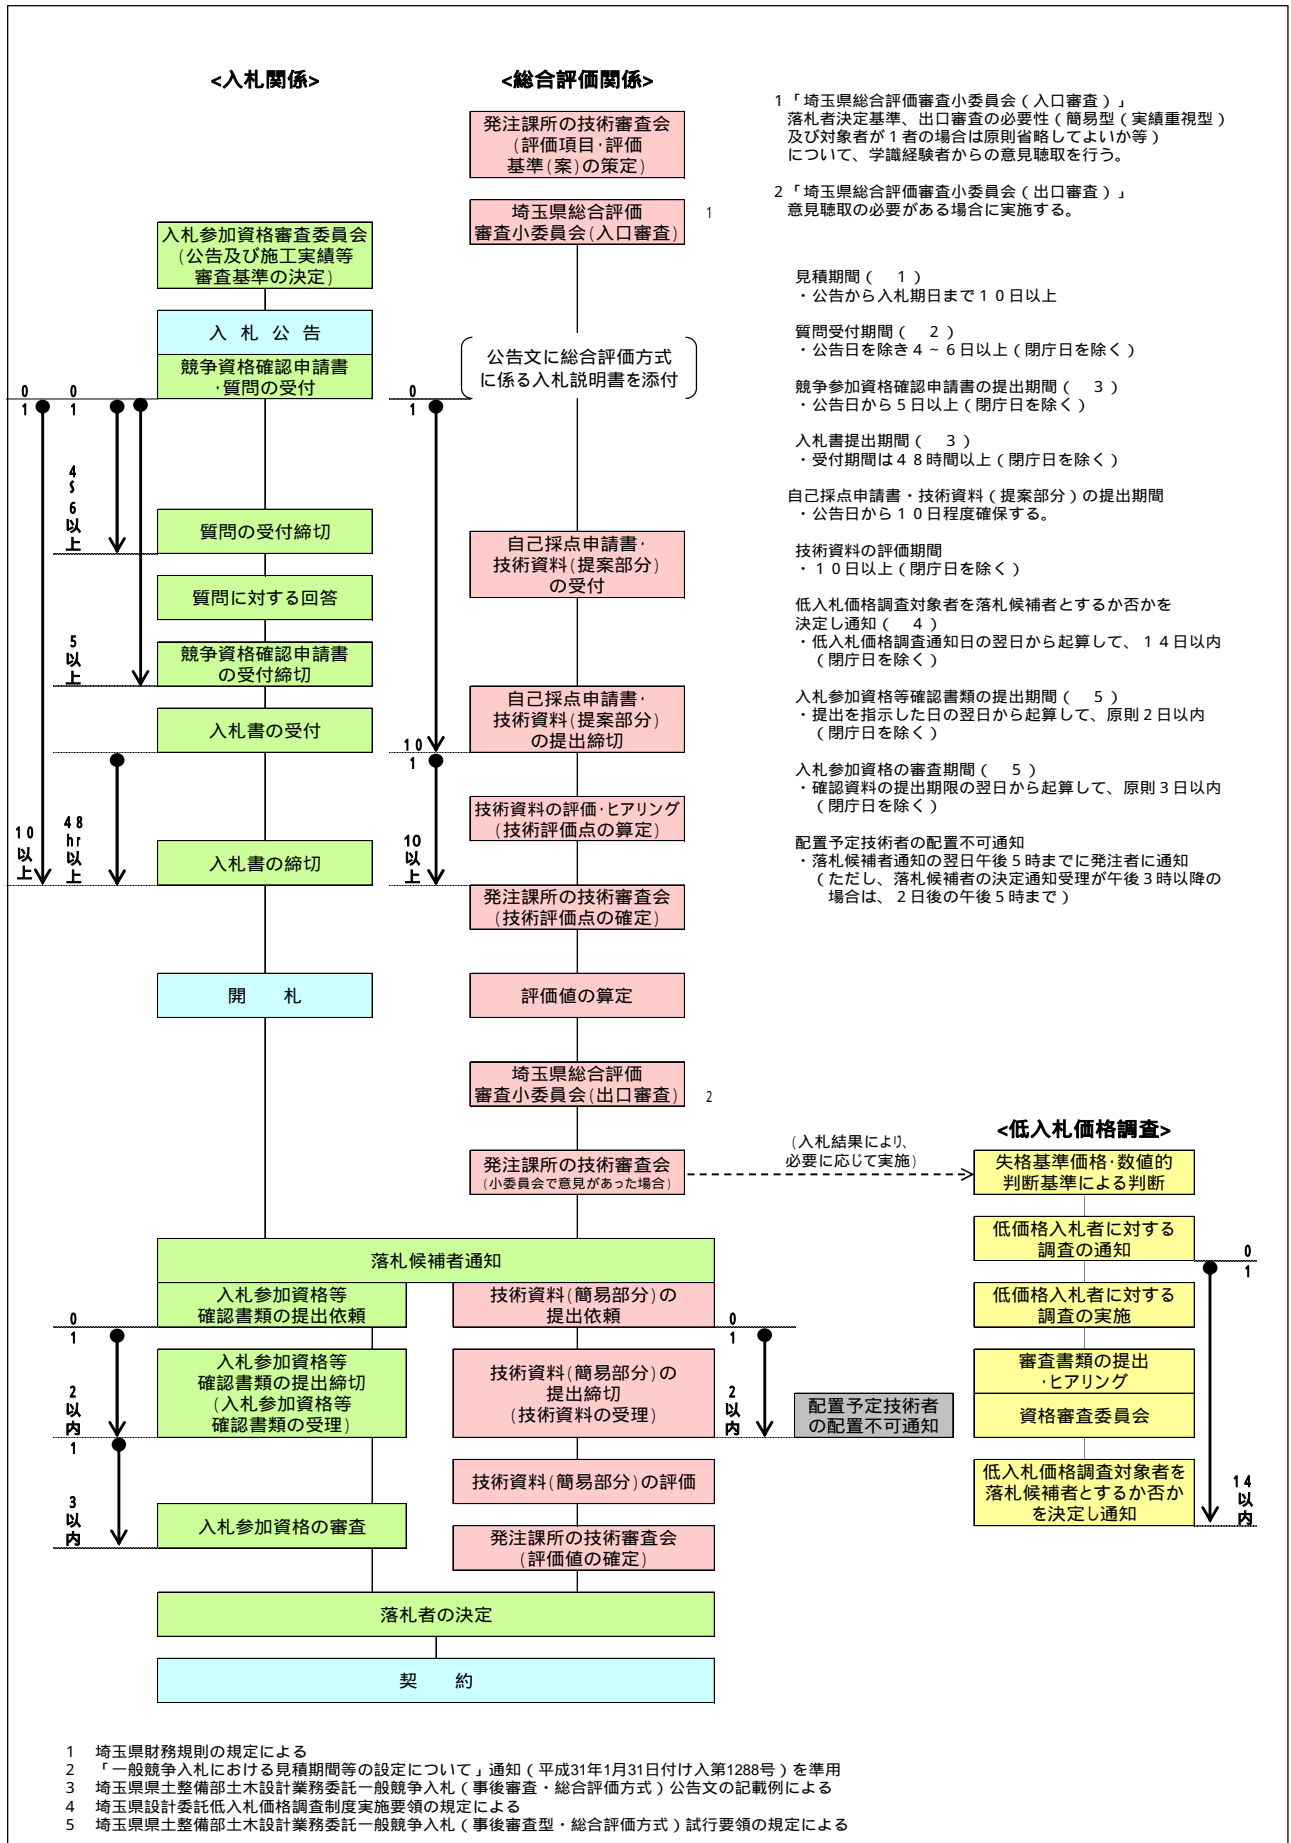 <入札関係>
<総合評価関係>
発注課所の技術審査会
(評価項目・評価
基準(案)の策定)
埼玉県総合評価
審査小委員会(入口審査)
1
入札参加資格審査委員会
(公告及び施工実績等
審査基準の決定)
入 札 公 告
競争資格確認申請書
・質問の受付
公告文に総合評価方式
に係る入札説明書を添付
0
1
0
1
0
1
4
~
6
以
上
質問の受付締切
質問に対する回答
5
以
上
競争資格確認申請書
の受付締切
入札書の受付
10
以
上
48
hr
以
上
入札書の締切
自己採点申請書・
技術資料(提案部分)
の受付
自己採点申請書・
技術資料(提案部分)
の提出締切
10
1
技術資料の評価・ヒアリング
(技術評価点の算定)
10
以
上
発注課所の技術審査会
(技術評価点の確定)
開 札
評価値の算定
埼玉県総合評価
審査小委員会(出口審査)
2
発注課所の技術審査会
(小委員会で意見があった場合)
(入札結果により、
必要に応じて実施)
<低入札価格調査>
失格基準価格・数値的
判断基準による判断
低価格入札者に対する
調査の通知
0
1
低価格入札者に対する
調査の実施
審査書類の提出
・ヒアリング
資格審査委員会
低入札価格調査対象者を
落札候補者とするか否か
を決定し通知
14
以
内
落札候補者通知
入札参加資格等
確認書類の提出依頼
技術資料(簡易部分)の
提出依頼
0
1
0
1
入札参加資格等
確認書類の提出締切
(入札参加資格等
確認書類の受理)
技術資料(簡易部分)の
提出締切
(技術資料の受理)
2
以
内
2
以
内
配置予定技術者
の配置不可通知
1
3
以
内
技術資料(簡易部分)の評価
入札参加資格の審査
発注課所の技術審査会
(評価値の確定)
落札者の決定
契 約
1「埼玉県総合評価審査小委員会(入口審査)」
落札者決定基準、出口審査の必要性(簡易型(実績重視型)
及び対象者が1者の場合は原則省略してよいか等)
について、学識経験者からの意見聴取を行う。
2「埼玉県総合評価審査小委員会(出口審査)」
意見聴取の必要がある場合に実施する。
見積期間( 1)
・公告から入札期日まで10日以上
質問受付期間( 2)
・公告日を除き4~6日以上(閉庁日を除く)
競争参加資格確認申請書の提出期間( 3)
・公告日から5日以上(閉庁日を除く)
入札書提出期間( 3)
・受付期間は48時間以上(閉庁日を除く)
自己採点申請書・技術資料(提案部分)の提出期間
・公告日から10日程度確保する。
技術資料の評価期間
・10日以上(閉庁日を除く)
低入札価格調査対象者を落札候補者とするか否かを
決定し通知( 4)
・低入札価格調査通知日の翌日から起算して、14日以内
(閉庁日を除く)
入札参加資格等確認書類の提出期間( 5)
・提出を指示した日の翌日から起算して、原則2日以内
(閉庁日を除く)
入札参加資格の審査期間( 5)
・確認資料の提出期限の翌日から起算して、原則3日以内
(閉庁日を除く)
配置予定技術者の配置不可通知
・落札候補者通知の翌日午後5時までに発注者に通知
(ただし、落札候補者の決定通知受理が午後3時以降の
場合は、2日後の午後5時まで)
1 埼玉県財務規則の規定による
2 「一般競争入札における見積期間等の設定について」通知(平成31年1月31日付け入第1288号)を準用
3 埼玉県県土整備部土木設計業務委託一般競争入札(事後審査・総合評価方式)公告文の記載例による
4 埼玉県設計委託低入札価格調査制度実施要領の規定による
5 埼玉県県土整備部土木設計業務委託一般競争入札(事後審査型・総合評価方式)試行要領の規定による